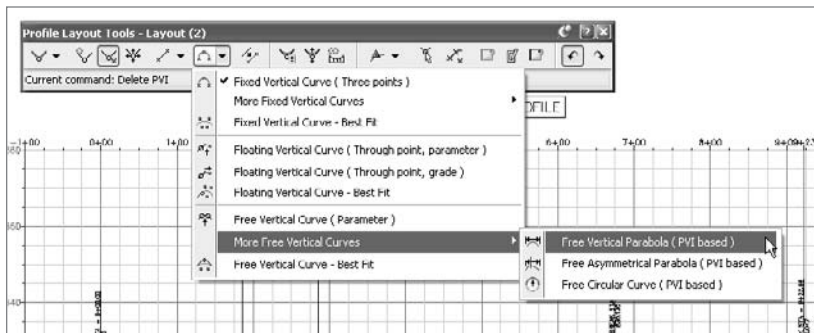 Profile Layout Tools - Layout (2)
Current command: Delete PVI
Fixed Vertical Curve ( Three points )
More Fixed Vertical Curves
Fixed Vertical Curve - Best Fit
Floating Vertical Curve ( Through point, parameter )
Floating Vertical Curve ( Through point, grade )
Floating Vertical Curve - Best Fit
Free Vertical Curve ( Parameter )
More Free Vertical Curves
Free Vertical Curve - Best Fit
Free Vertical Parabola ( PVI based )
Free Asymmetrical Parabola ( PVI based )
Free Circular Curve ( PVI based )
OFILE
-1+00 0+00 1+00 6+00 7+00 8+00